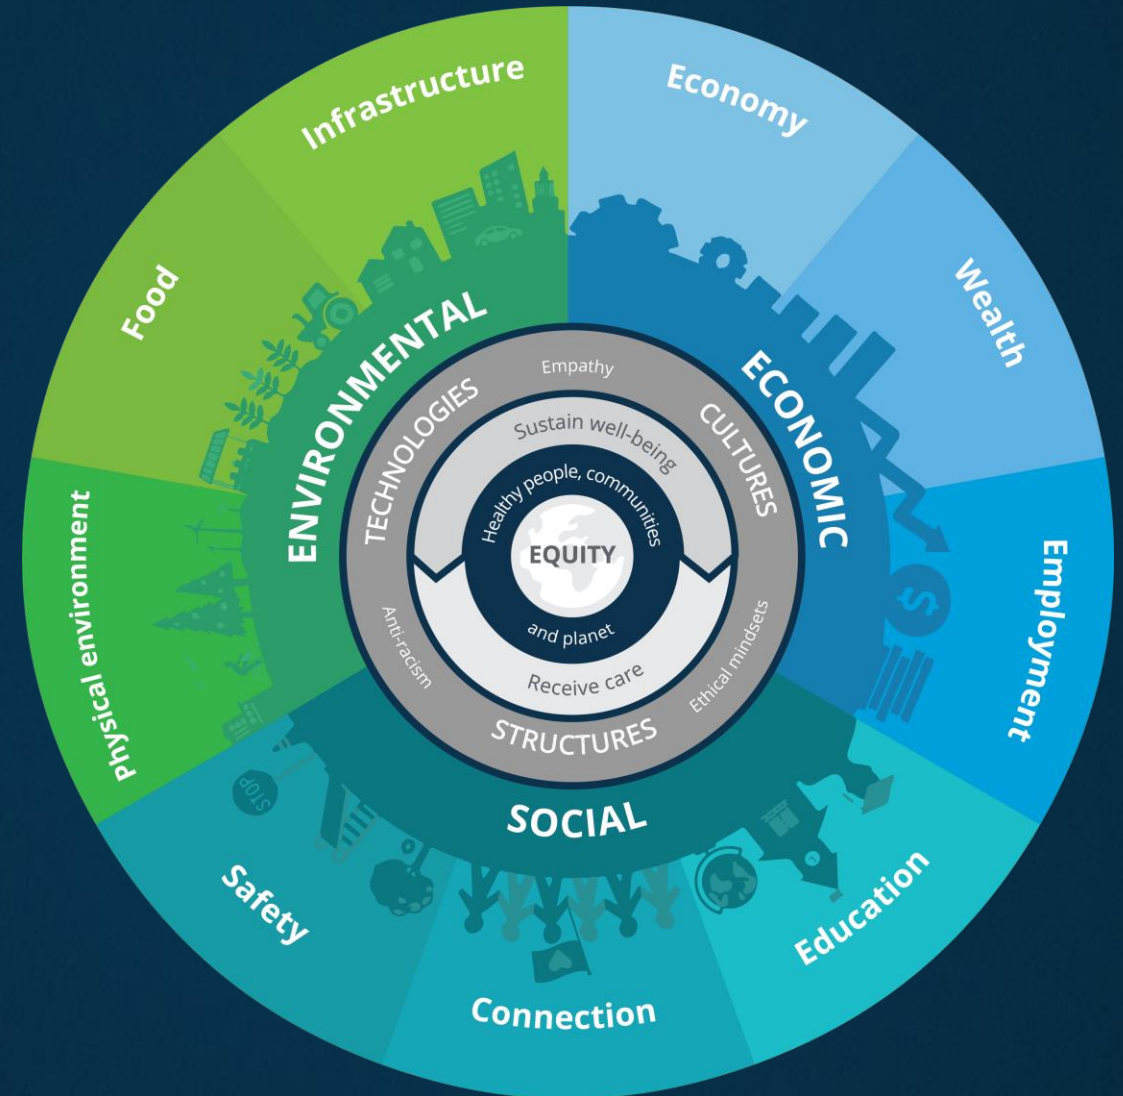 Infrastructure
Economy
Wealth
Employment
Education
Connection
Safety
Physical environment
Food
ENVIRONMENTAL
ECONOMIC
SOCIAL
TECHNOLOGIES
Empathy
CULTURES
Ethical mindsets
STRUCTURES
Anti-racism
Sustain well-being
Receive care
Healthy people, communities
and planet
EQUITY
STOP
$